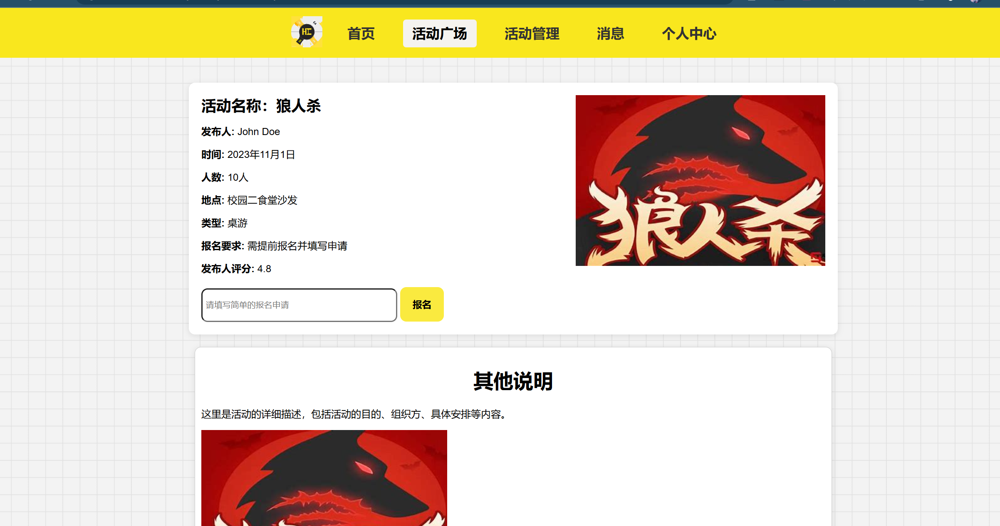 HI
首页 活动广场 活动管理 消息 个人中心
活动名称：狼人杀
发布人: John Doe
时间: 2023年11月1日
人数: 10人
地点: 校园二食堂沙发
类型: 桌游
报名要求: 需提前报名并填写申请
发布人评分: 4.8
请填写简单的报名申请 报名
狼人杀
其他说明
这里是活动的详细描述，包括活动的目的、组织方、具体安排等内容。